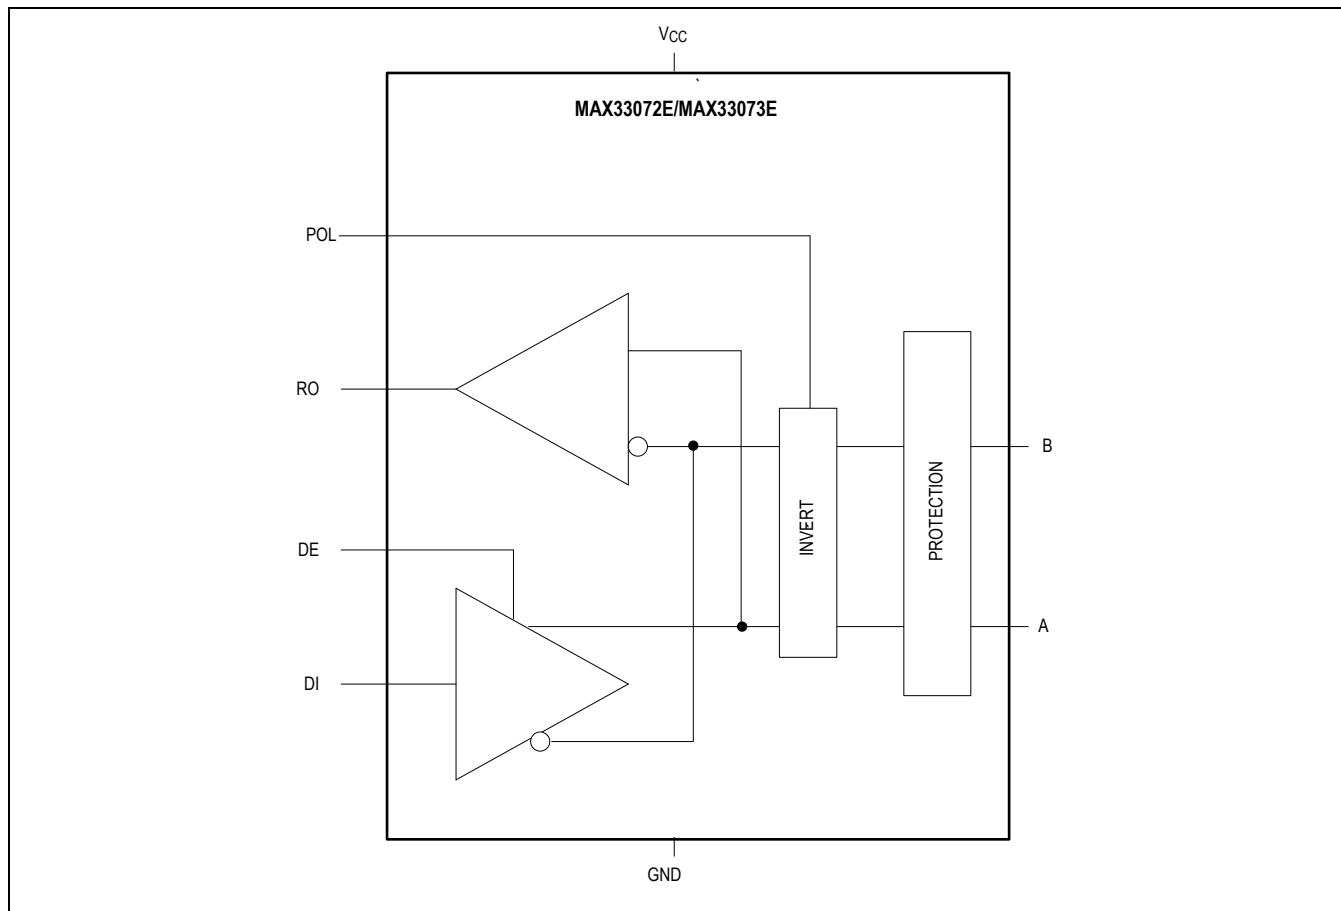 VCC
MAX33072E/MAX33073E
POL
RO
B
INVERT
PROTECTION
DE
A
DI
GND